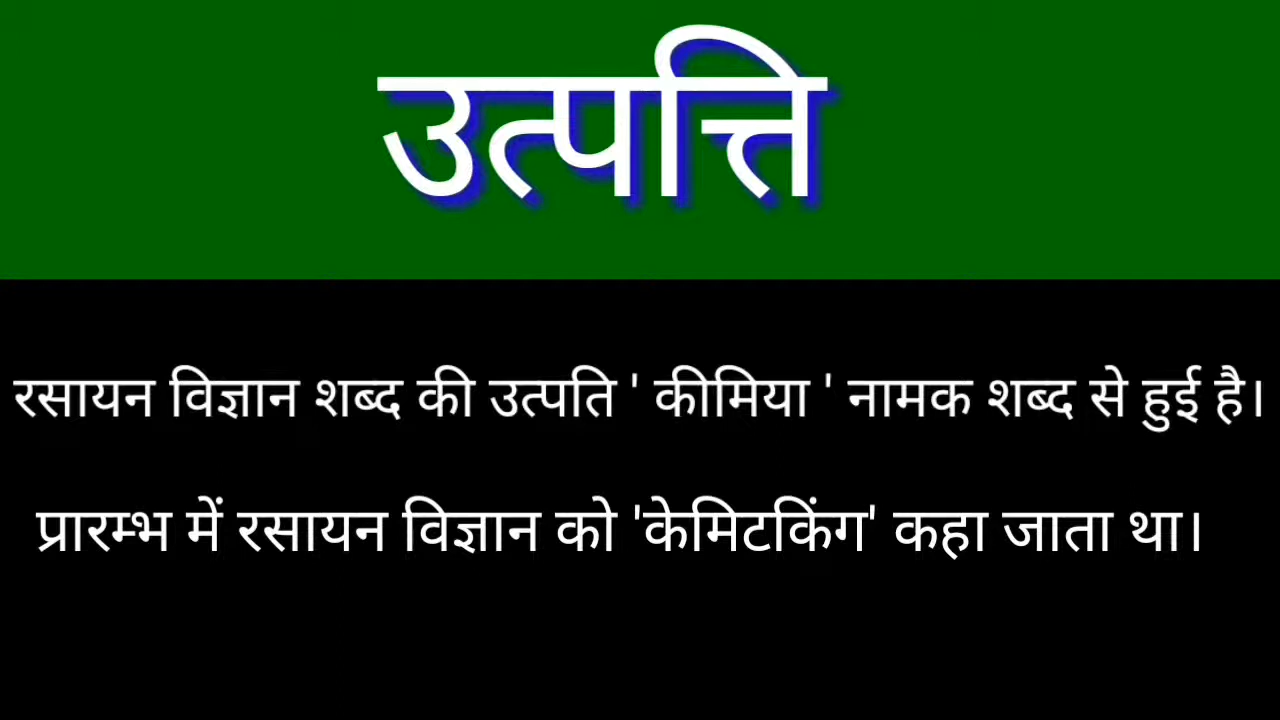 उत्पत्ति
रसायन विज्ञान शब्द की उत्पति ' कीमिया ' नामक शब्द से हुई है।
प्रारम्भ में रसायन विज्ञान को 'केमिटकिंग' कहा जाता था।